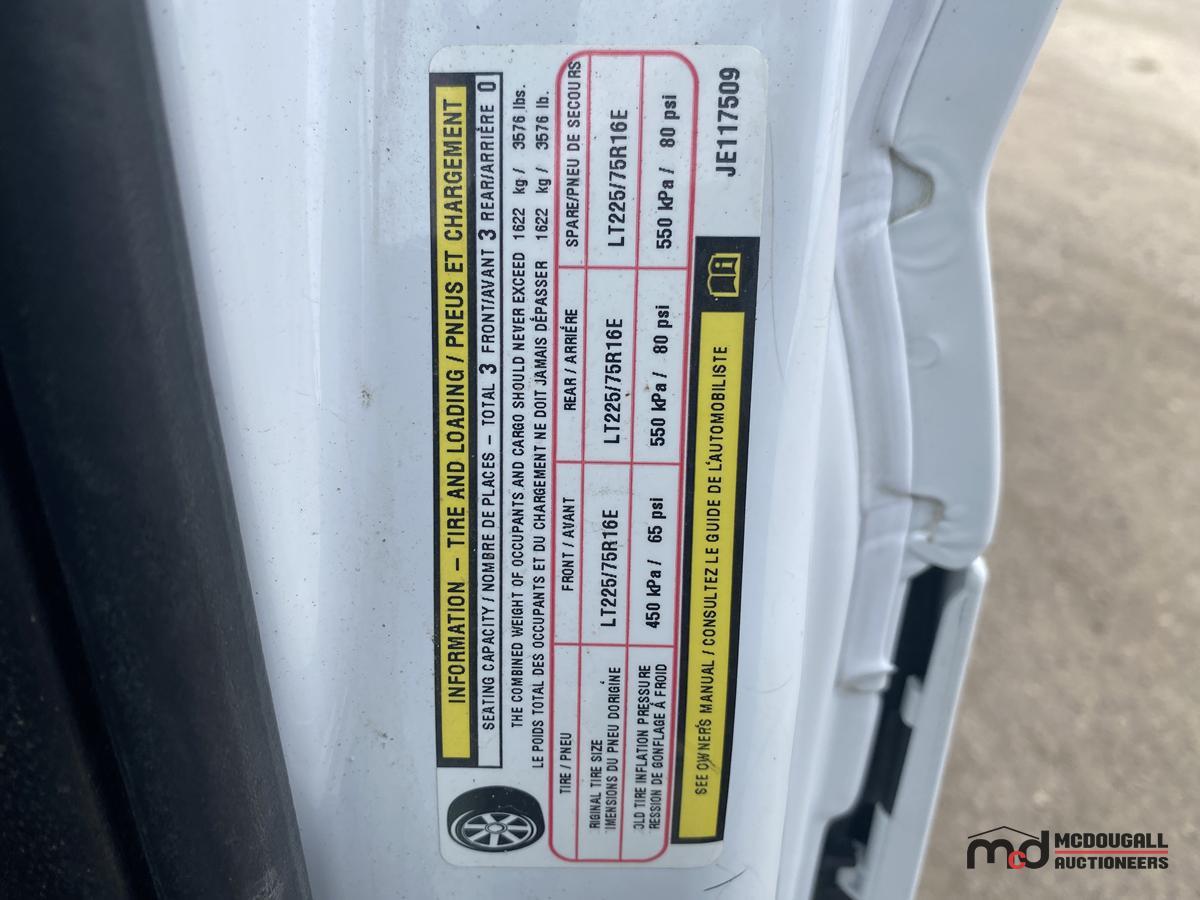 INFORMATION – TIRE AND LOADING / PNEUS ET CHARGEMENT
SEATING CAPACITY / NOMBRE DE PLACES – TOTAL 3 FRONT/AVANT 3 REAR/ARRIÈRE 0
THE COMBINED WEIGHT OF OCCUPANTS AND CARGO SHOULD NEVER EXCEED 1622 kg / 3576 lbs.
LE POIDS TOTAL DES OCCUPANTS ET DU CHARGEMENT NE DOIT JAMAIS DÉPASSER 1622 kg / 3576 lb.
TIRE / PNEU FRONT / AVANT REAR / ARRIÉRE SPARE/PNEU DE SECOURS
RIGINAL TIRE SIZE
IMENSIONS DU PNEU DORIGINE LT225/75R16E LT225/75R16E LT225/75R16E
OLD TIRE INFLATION PRESSURE
RESSION DE GONFLAGE Á FROID 450 kPa / 65 psi 550 kPa / 80 psi 550 kPa / 80 psi
SEE OWNER'S MANUAL / CONSULTEZ LE GUIDE DE L'AUTOMOBILISTE
JE117509
mcd MCDOUGALL
AUCTIONEERS